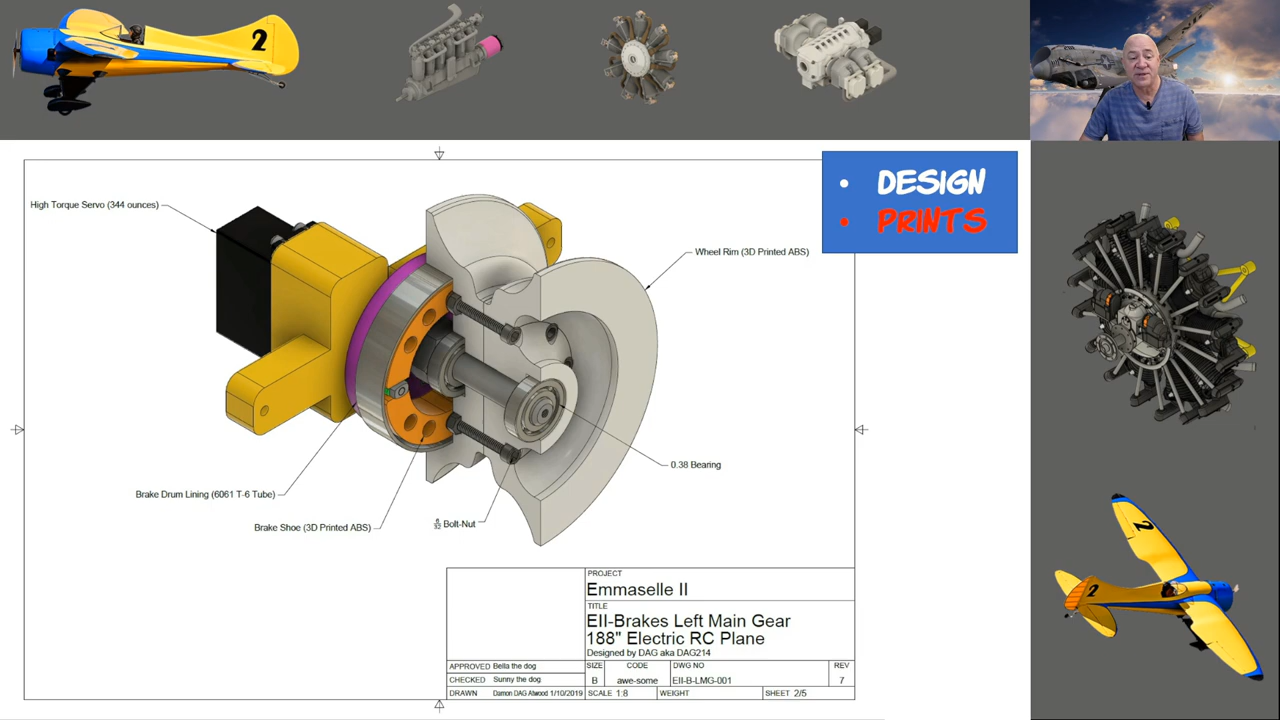 2
DESIGN
PRINTS
High Torque Servo (344 ounces)
Wheel Rim (3D Printed ABS)
0.38 Bearing
Brake Drum Lining (6061 T-6 Tube)
Brake Shoe (3D Printed ABS)
6/32 Bolt-Nut
PROJECT
Emmaselle II
TITLE
EII-Brakes Left Main Gear
188" Electric RC Plane
Designed by DAG aka DAG214
APPROVED Bella the dog
SIZE CODE DWG NO REV
B awe-some EII-B-LMG-001 7
CHECKED Sunny the dog
DRAWN Damon DAG Atwood 1/10/2019
SCALE 1:8 WEIGHT SHEET 2/5
2
2